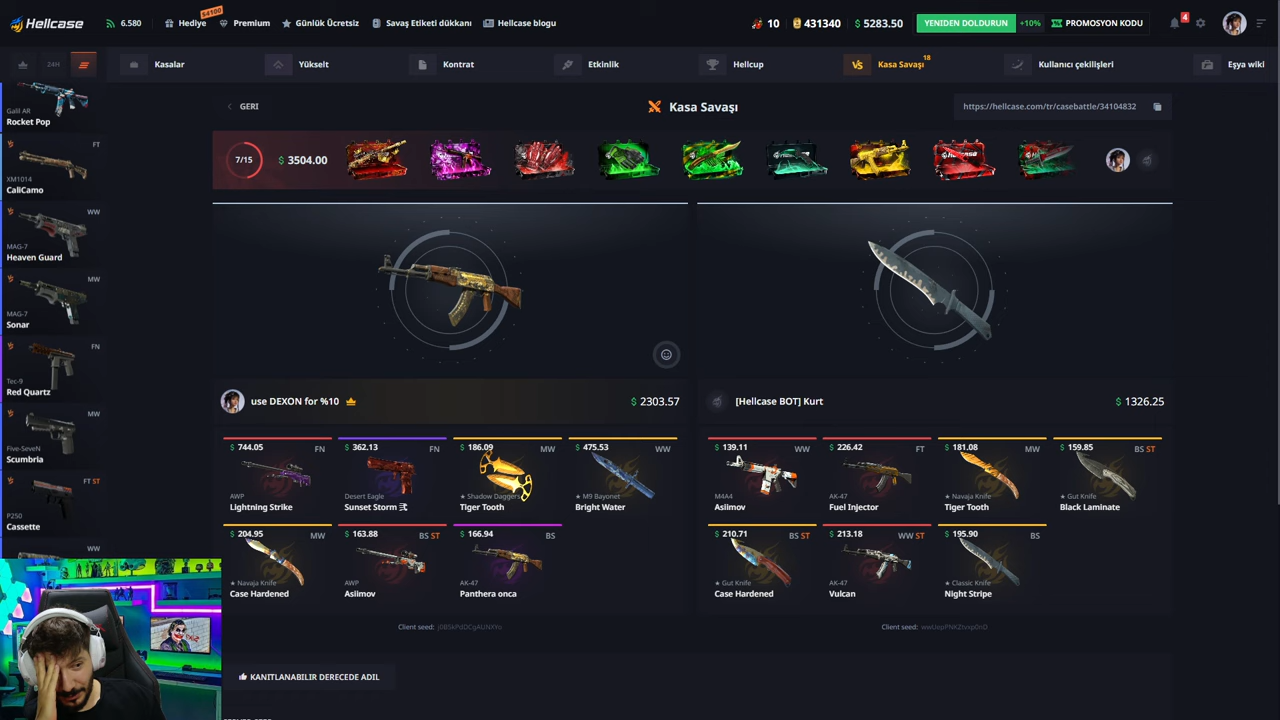 Hellcase
6.580
$4100
Hediye
Premium
Günlük Ücretsiz
Savaş Etiketi dükkanı
Hellcase blogu
10
431340
$ 5283.50
YENİDEN DOLDURUN
+10%
PROMOSYON KODU
4
24H
Kasalar
Yükselt
Kontrat
Etkinlik
Hellcup
VS
Kasa Savaşı
18
Kullanıcı çekilişleri
Eşya wiki
Galil AR
Rocket Pop
FT
XM1014
CaliCamo
WW
MAG-7
Heaven Guard
MW
MAG-7
Sonar
FN
Tec-9
Red Quartz
MW
Five-SeveN
Scumbria
FT ST
P250
Cassette
WW
GERİ
Kasa Savaşı
https://hellcase.com/tr/casebattle/34104832
7/15
$ 3504.00
use DEXON for %10
$ 2303.57
[Hellcase BOT] Kurt
$ 1326.25
$ 744.05 FN
AWP
Lightning Strike
$ 362.13 FN
Desert Eagle
Sunset Storm 弐
$ 186.09 MW
★ Shadow Daggers
Tiger Tooth
$ 475.53 WW
★ M9 Bayonet
Bright Water
$ 204.95 MW
★ Navaja Knife
Case Hardened
$ 163.88 BS ST
AWP
Asiimov
$ 166.94 BS
AK-47
Panthera onca
$ 139.11 WW
M4A4
Asiimov
$ 226.42 FT
AK-47
Fuel Injector
$ 181.08 MW
★ Navaja Knife
Tiger Tooth
$ 159.85 BS ST
★ Gut Knife
Black Laminate
$ 210.71 BS ST
★ Gut Knife
Case Hardened
$ 213.18 WW ST
AK-47
Vulcan
$ 195.90 BS
★ Classic Knife
Night Stripe
Client seed:
Client seed:
KANITLANABİLİR DERECEDE ADİL